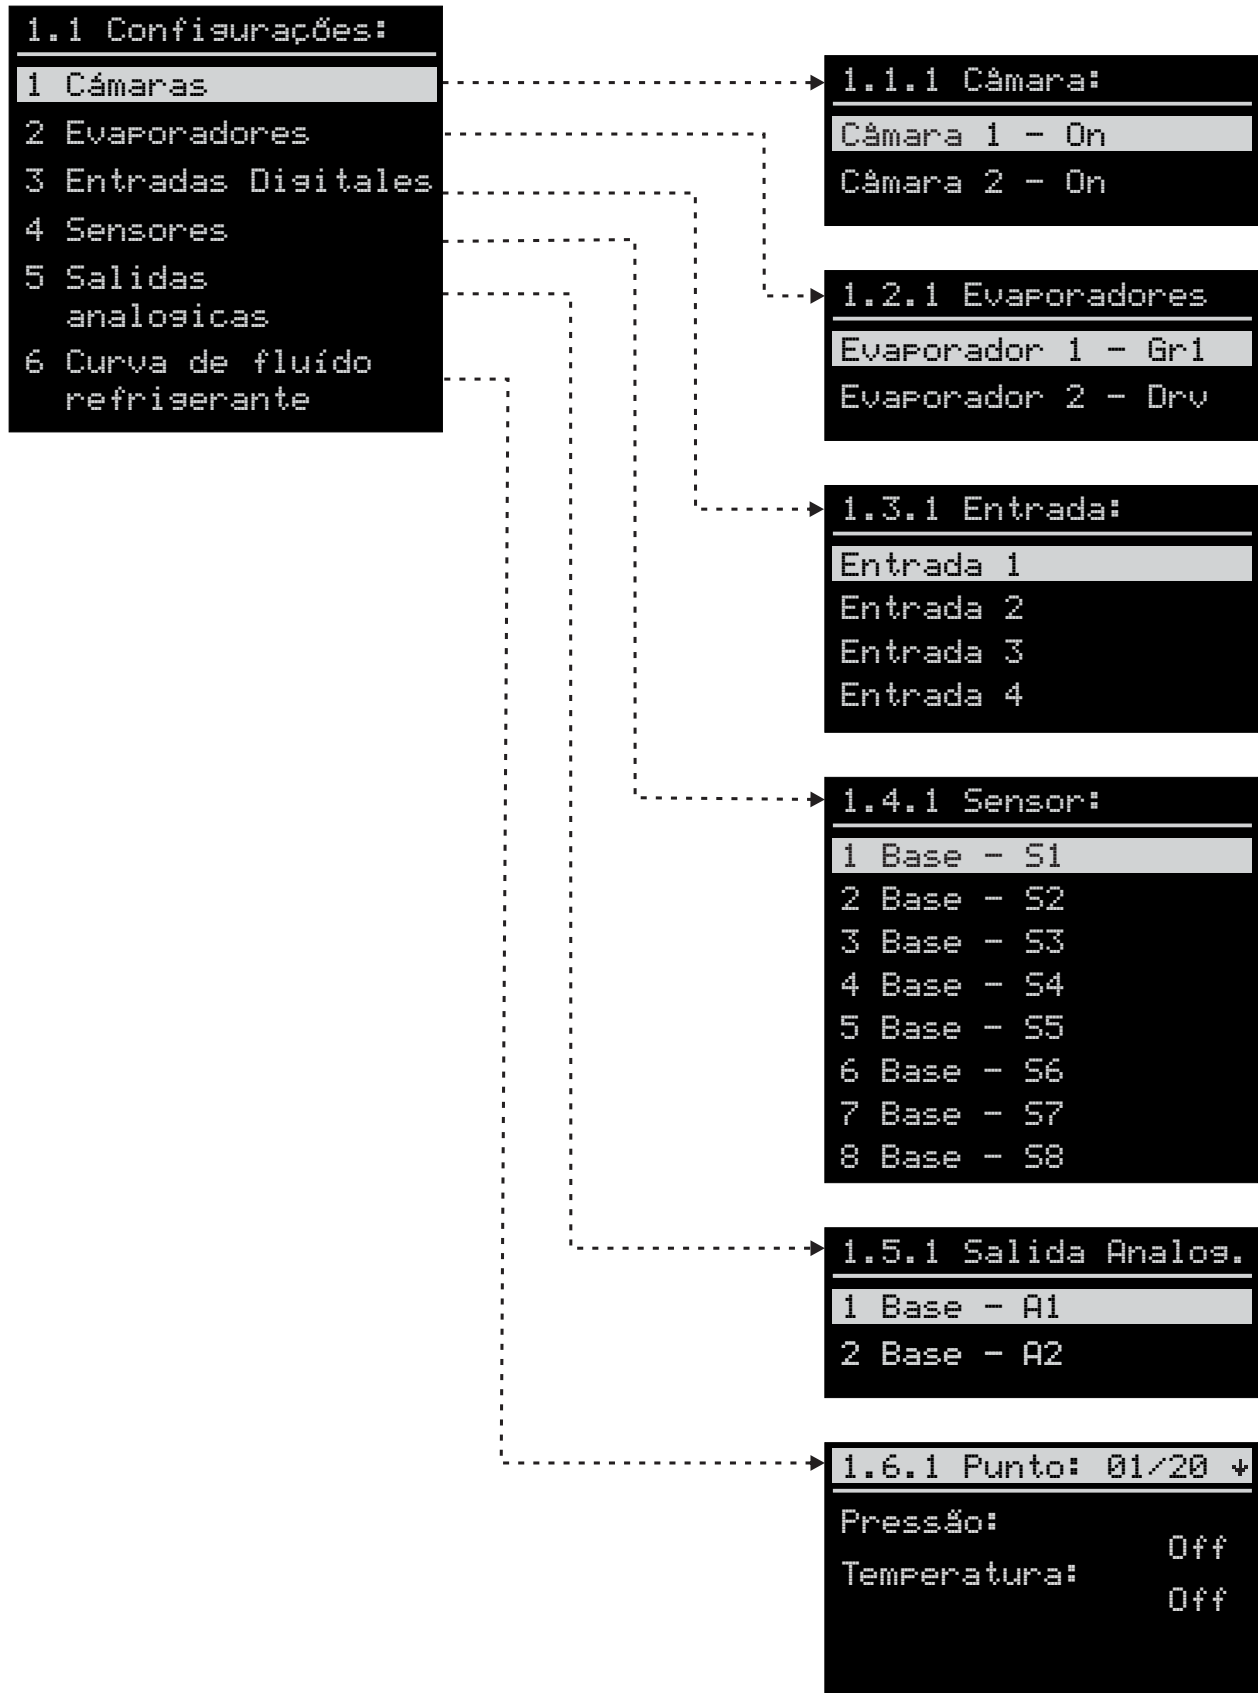 1.1 Configurações:
1 Cámaras
2 Evaporadores
3 Entradas Digitales
4 Sensores
5 Salidas
analogicas
6 Curva de fluído
refrigerante
1.1.1 Câmara:
Câmara 1 - On
Câmara 2 - On
1.2.1 Evaporadores
Evaporador 1 - Gr1
Evaporador 2 - Drv
1.3.1 Entrada:
Entrada 1
Entrada 2
Entrada 3
Entrada 4
1.4.1 Sensor:
1 Base - S1
2 Base - S2
3 Base - S3
4 Base - S4
5 Base - S5
6 Base - S6
7 Base - S7
8 Base - S8
1.5.1 Salida Analog.
1 Base - A1
2 Base - A2
1.6.1 Punto: 01/20 ↓
Pressão:
Off
Temperatura:
Off